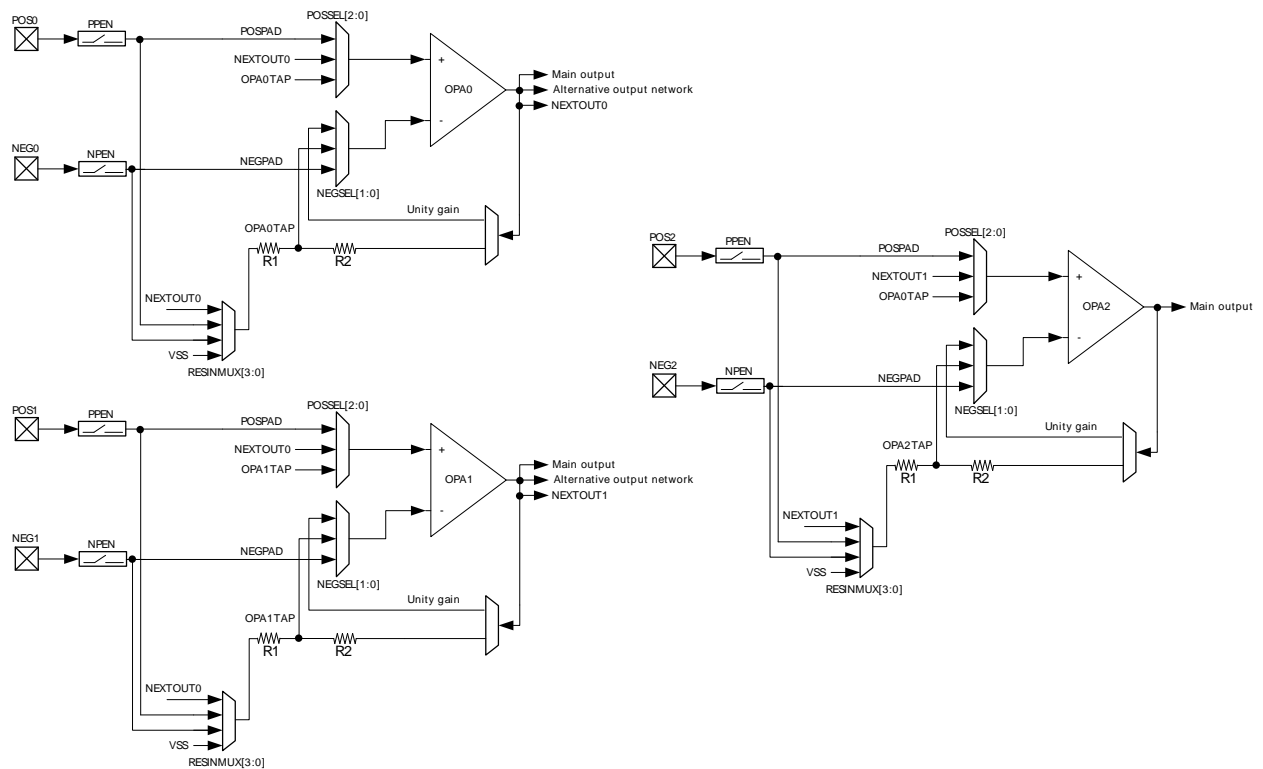 POS0
PPEN
POSSEL[2:0]
POSPAD
NEXTOUT0
OPA0TAP
+
OPA0
-
Main output
Alternative output network
NEXTOUT0
NEG0
NPEN
NEGPAD
NEGSEL[1:0]
Unity gain
OPA0TAP
R1
R2
NEXTOUT0
VSS
RESINMUX[3:0]
POS1
PPEN
POSSEL[2:0]
POSPAD
NEXTOUT0
OPA1TAP
+
OPA1
-
Main output
Alternative output network
NEXTOUT1
NEG1
NPEN
NEGPAD
NEGSEL[1:0]
Unity gain
OPA1TAP
R1
R2
NEXTOUT0
VSS
RESINMUX[3:0]
POS2
PPEN
POSSEL[2:0]
POSPAD
NEXTOUT1
OPA0TAP
+
OPA2
-
Main output
NEG2
NPEN
NEGPAD
NEGSEL[1:0]
Unity gain
OPA2TAP
R1
R2
NEXTOUT1
VSS
RESINMUX[3:0]